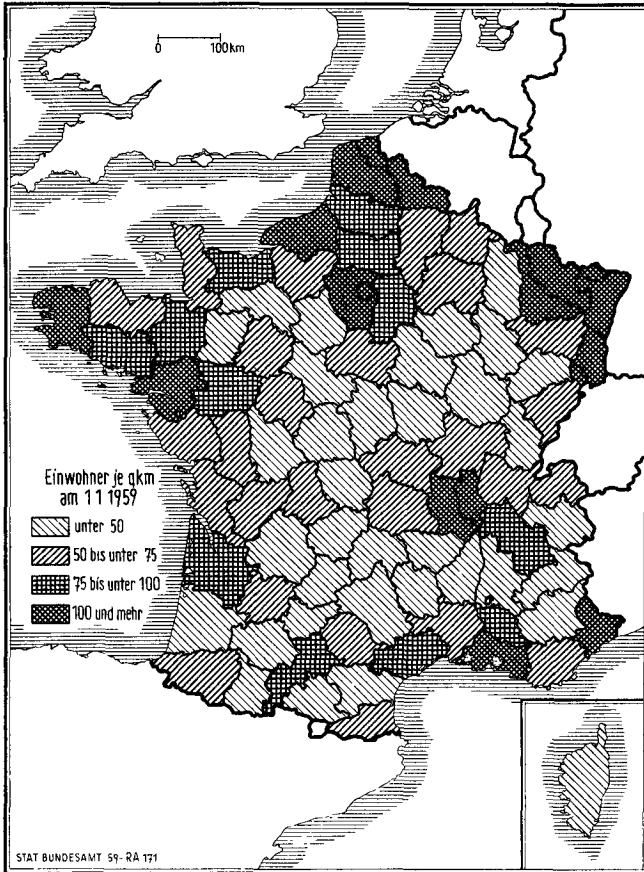 0 100km
Einwohner je qkm
am 1 1 1959
unter 50
50 bis unter 75
75 bis unter 100
100 und mehr
STAT BUNDESAMT 59-RA 171